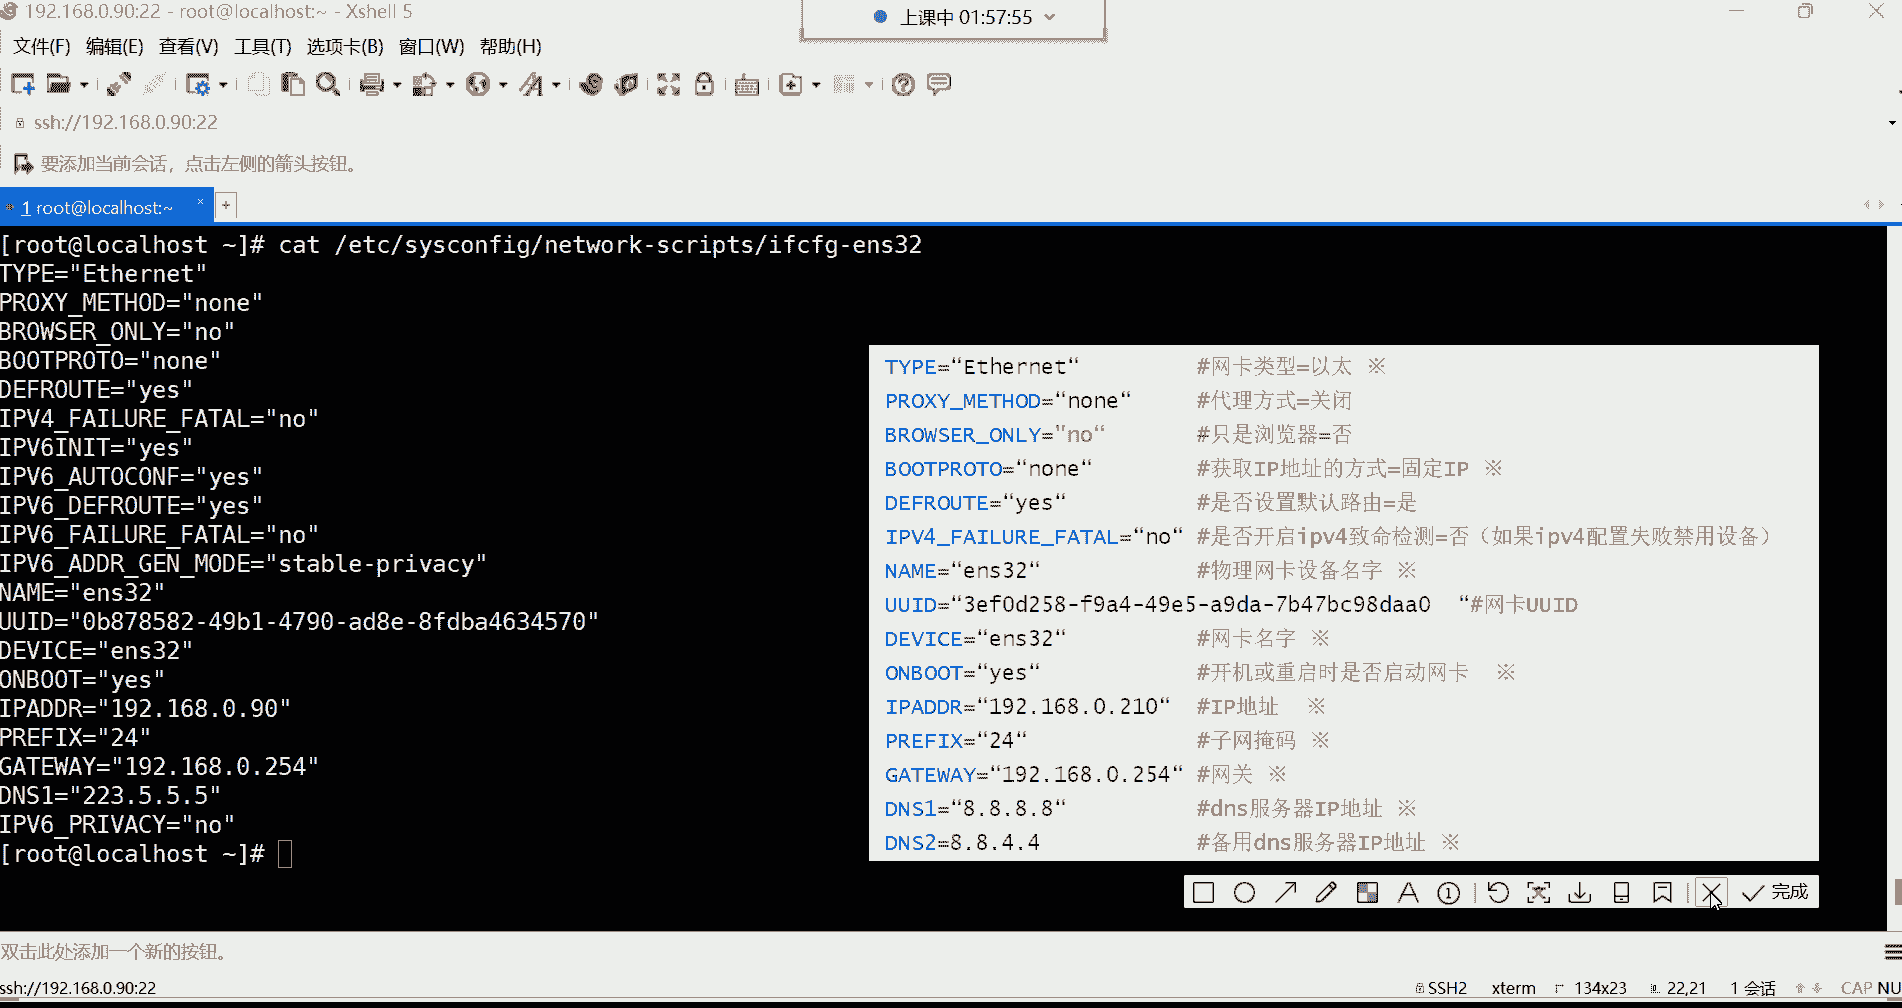 192.168.0.90:22 - root@localhost:~ - Xshell 5
上课中 01:57:55
文件(F) 编辑(E) 查看(V) 工具(T) 选项卡(B) 窗口(W) 帮助(H)
ssh://192.168.0.90:22
要添加当前会话，点击左侧的箭头按钮。
1 root@localhost:~ × +
[root@localhost ~]# cat /etc/sysconfig/network-scripts/ifcfg-ens32
TYPE="Ethernet"
PROXY_METHOD="none"
BROWSER_ONLY="no"
BOOTPROTO="none"
DEFROUTE="yes"
IPV4_FAILURE_FATAL="no"
IPV6INIT="yes"
IPV6_AUTOCONF="yes"
IPV6_DEFROUTE="yes"
IPV6_FAILURE_FATAL="no"
IPV6_ADDR_GEN_MODE="stable-privacy"
NAME="ens32"
UUID="0b878582-49b1-4790-ad8e-8fdba4634570"
DEVICE="ens32"
ONBOOT="yes"
IPADDR="192.168.0.90"
PREFIX="24"
GATEWAY="192.168.0.254"
DNS1="223.5.5.5"
IPV6_PRIVACY="no"
[root@localhost ~]#
TYPE=“Ethernet“ #网卡类型=以太 ※
PROXY_METHOD=“none“ #代理方式=关闭
BROWSER_ONLY="no“ #只是浏览器=否
BOOTPROTO=“none“ #获取IP地址的方式=固定IP ※
DEFROUTE=“yes“ #是否设置默认路由=是
IPV4_FAILURE_FATAL=“no“ #是否开启ipv4致命检测=否（如果ipv4配置失败禁用设备）
NAME=“ens32“ #物理网卡设备名字 ※
UUID=“3ef0d258-f9a4-49e5-a9da-7b47bc98daa0 “#网卡UUID
DEVICE=“ens32“ #网卡名字 ※
ONBOOT=“yes“ #开机或重启时是否启动网卡 ※
IPADDR=“192.168.0.210“ #IP地址 ※
PREFIX=“24“ #子网掩码 ※
GATEWAY=“192.168.0.254“ #网关 ※
DNS1=“8.8.8.8“ #dns服务器IP地址 ※
DNS2=8.8.4.4 #备用dns服务器IP地址 ※
完成
双击此处添加一个新的按钮。
ssh://192.168.0.90:22 SSH2 xterm 134x23 22,21 1 会话 CAP NU